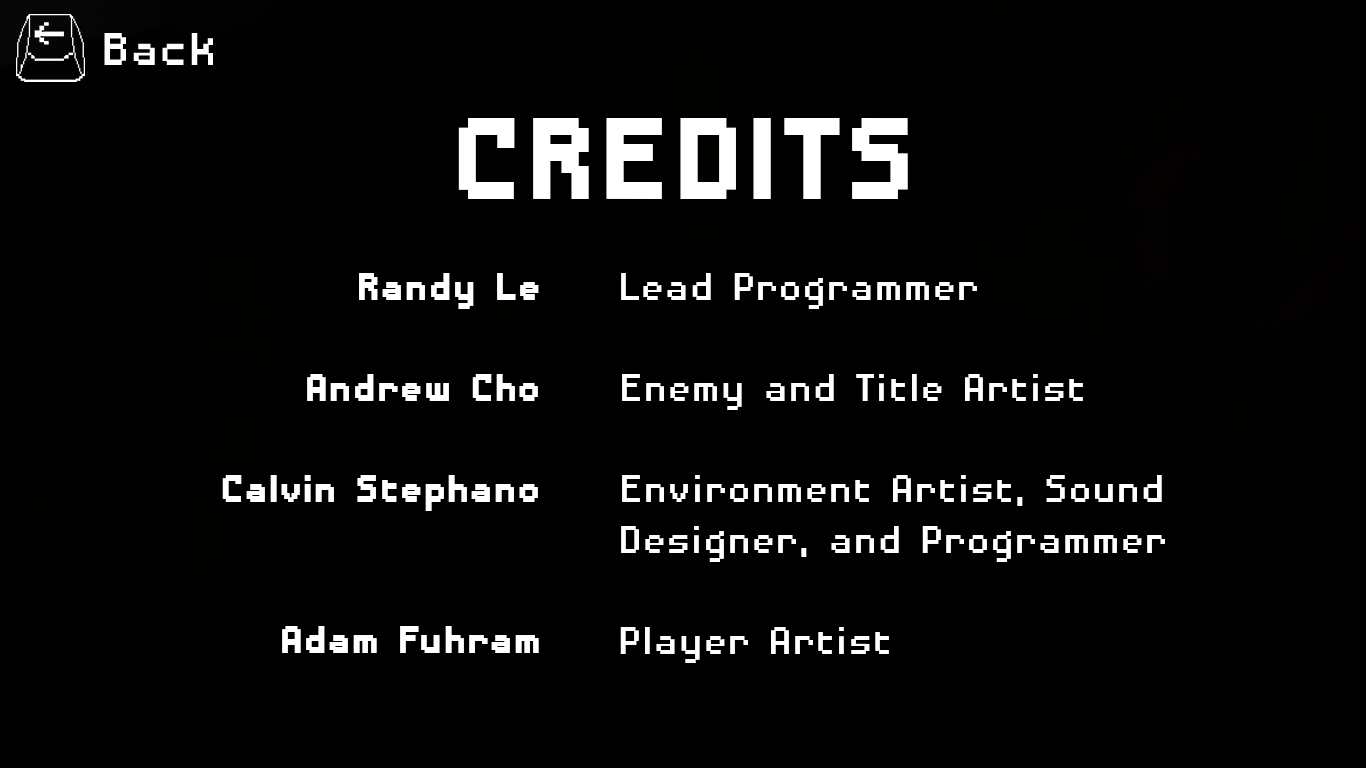 Back
CREDITS
Randy Le Lead Programmer
Andrew Cho Enemy and Title Artist
Calvin Stephano Environment Artist, Sound
Designer, and Programmer
Adam Fuhram Player Artist